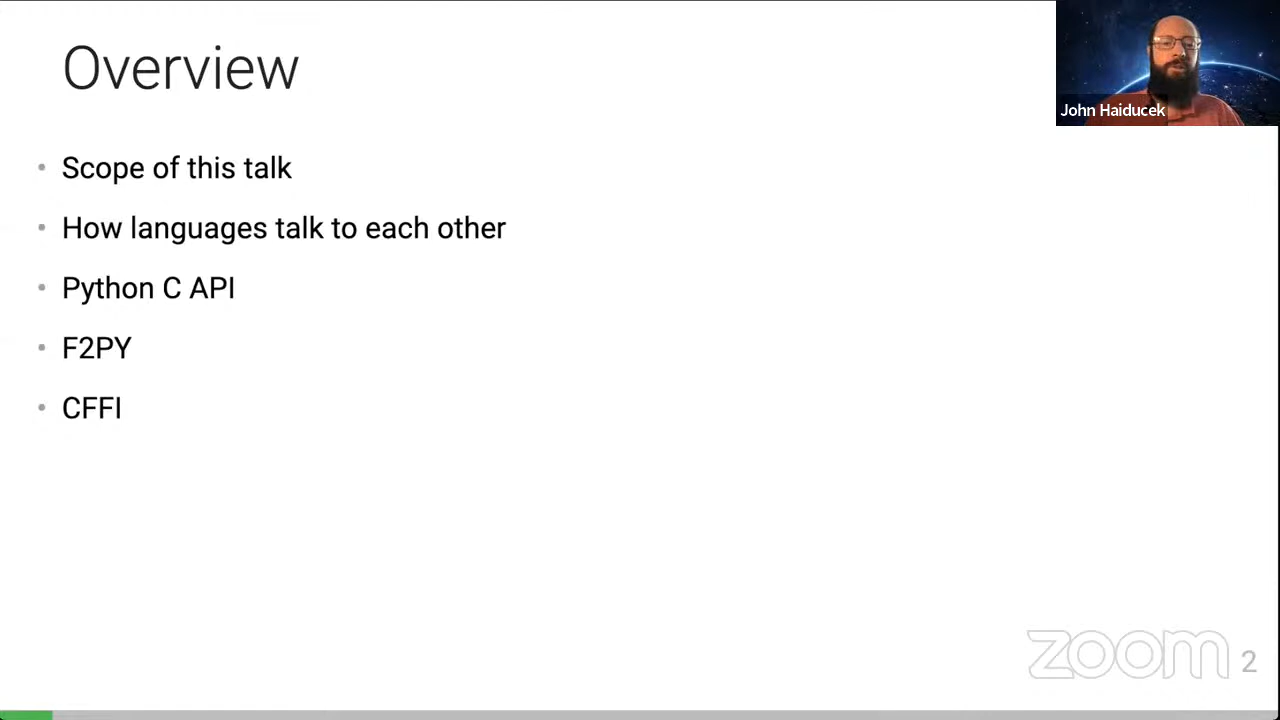 Overview
John Haiducek
Scope of this talk
How languages talk to each other
Python C API
F2PY
CFFI
zoom
2